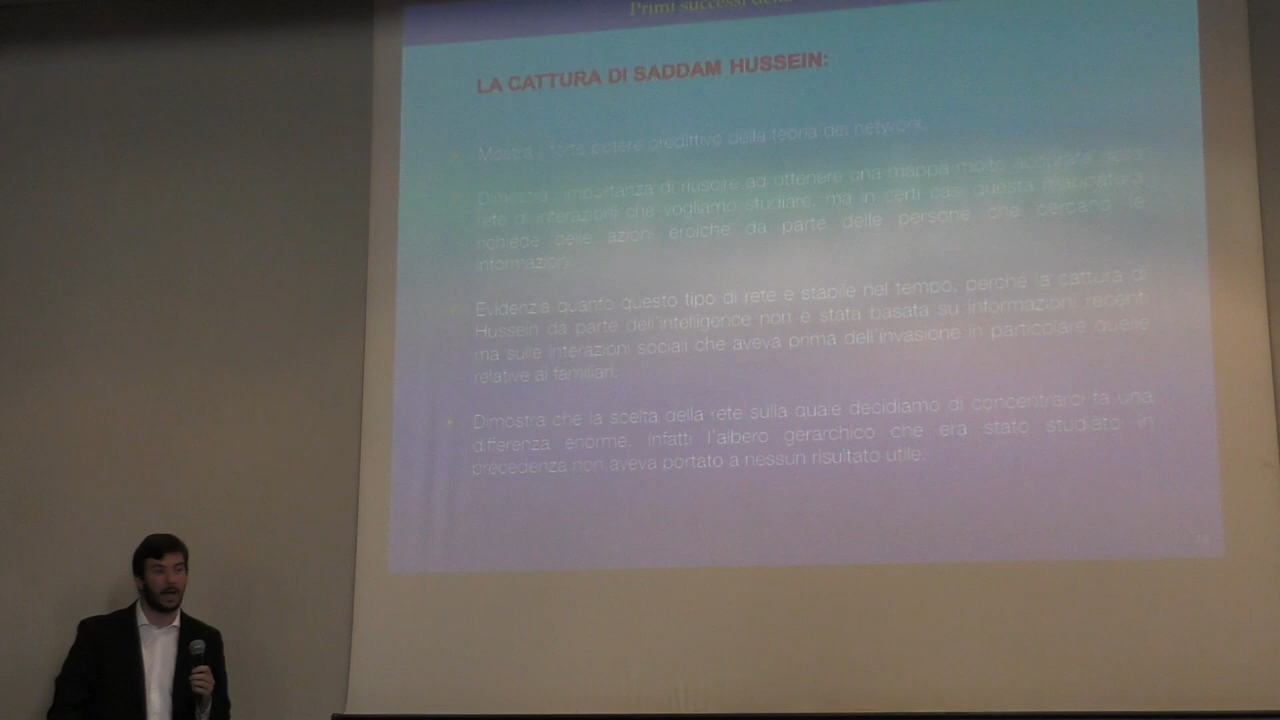 Primi successi della
LA CATTURA DI SADDAM HUSSEIN:
Mostra il forte potere predittivo della teoria dei network.
Dimostra l'importanza di riuscire ad ottenere una mappa molto accurata della
rete di interazioni che vogliamo studiare, ma in certi casi questa mappatura
richiede delle azioni eroiche da parte delle persone che cercano le
informazioni.
Evidenzia quanto questo tipo di rete è stabile nel tempo, perché la cattura di
Hussein da parte dell'intelligence non è stata basata su informazioni recenti
ma sulle interazioni sociali che aveva prima dell'invasione in particolare quelle
relative ai familiari.
Dimostra che la scelta della rete sulla quale decidiamo di concentrarci fa una
differenza enorme. Infatti l'albero gerarchico che era stato studiato in
precedenza non aveva portato a nessun risultato utile.